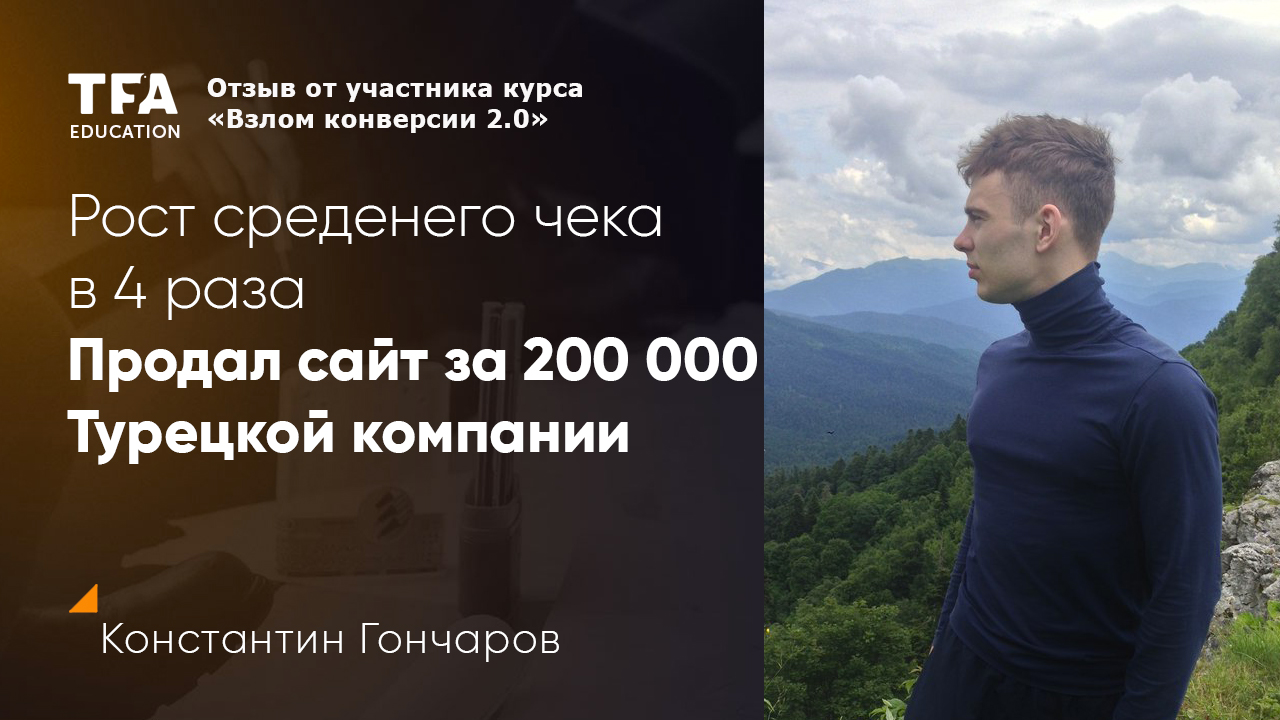 TFA
EDUCATION
Отзыв от участника курса
«Взлом конверсии 2.0»
Рост среденего чека
в 4 раза
Продал сайт за 200 000
Турецкой компании
Константин Гончаров